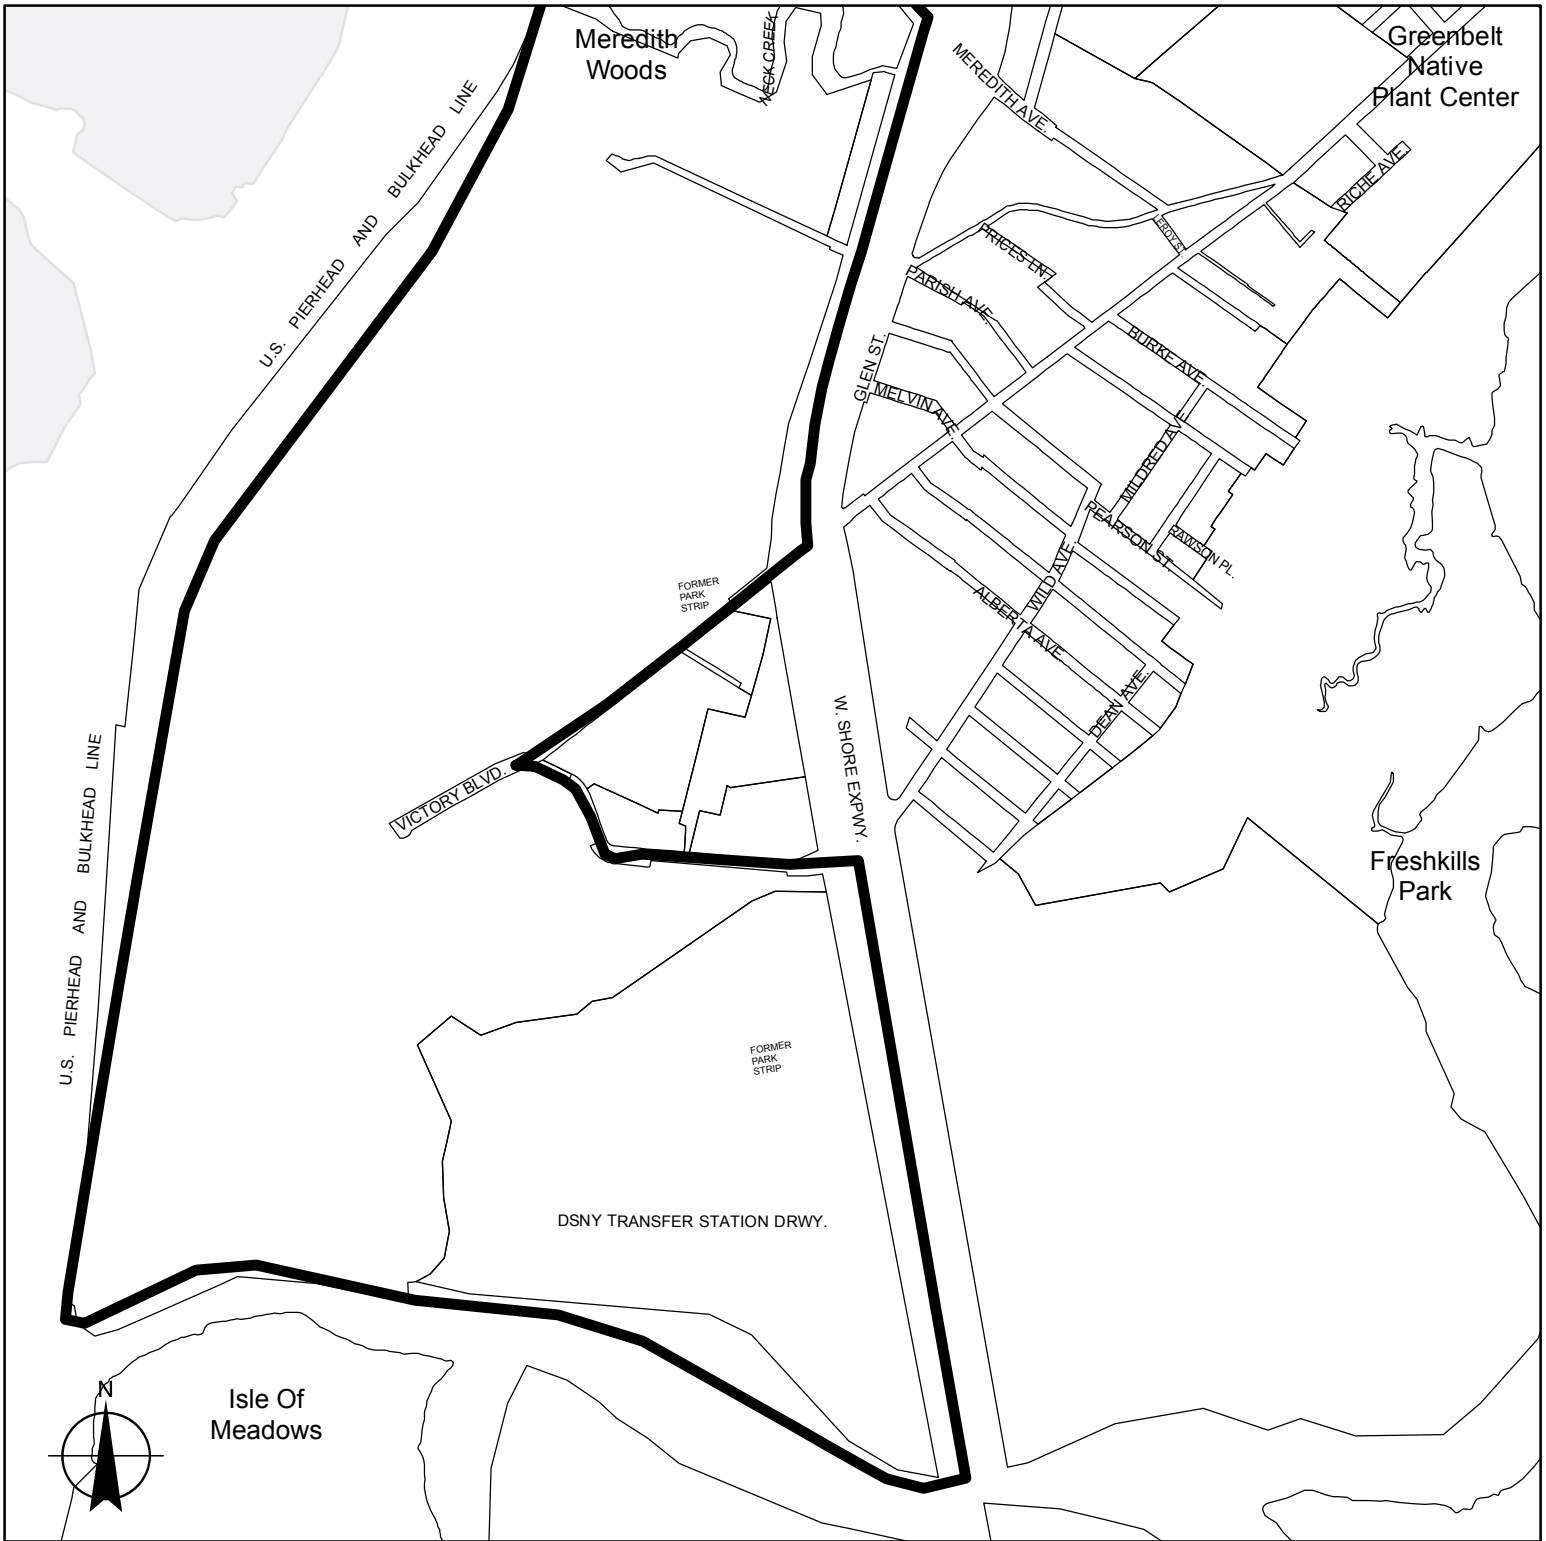 Meredith
Woods
NECK CREEK
Greenbelt
Native
Plant Center
MEREDITH AVE.
U.S. PIERHEAD AND BULKHEAD LINE
RICHE AVE.
PRICES LN.
PARISH AVE.
BURKE AVE.
GLEN ST.
MELVIN AVE
MILDRED AVE
PEARSON ST.
RAWSON PL.
FORMER
PARK
STRIP
WILD AVE.
ALBERTA AVE.
DEAN AVE.
W. SHORE EXPWY.
VICTORY BLVD.
U.S. PIERHEAD AND BULKHEAD LINE
Freshkills
Park
FORMER
PARK
STRIP
DSNY TRANSFER STATION DRWY.
Isle Of
Meadows
N